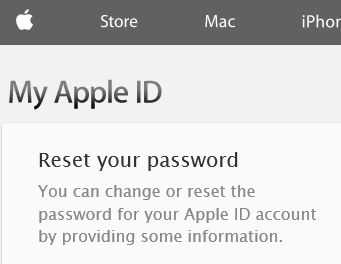 Store Mac iPhor
My Apple ID
Reset your password
You can change or reset the
password for your Apple ID account
by providing some information.